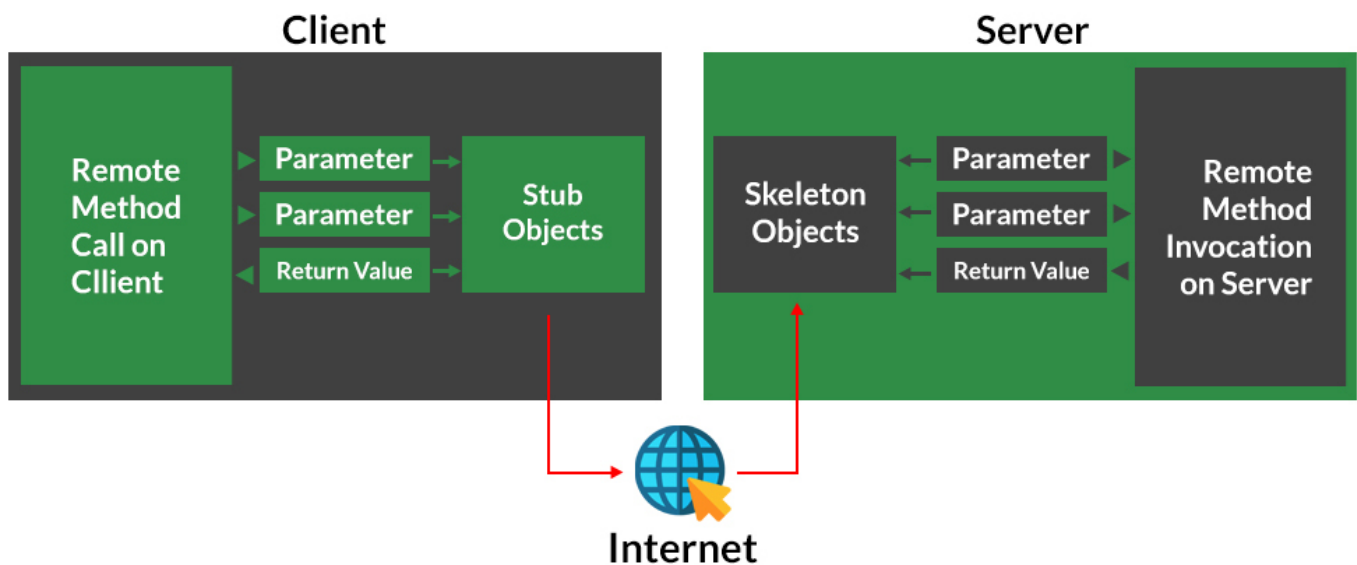 Client
Server
Remote
Method
Call on
Cllient
Parameter
Parameter
Return Value
Stub
Objects
Skeleton
Objects
Parameter
Parameter
Return Value
Remote
Method
Invocation
on Server
Internet